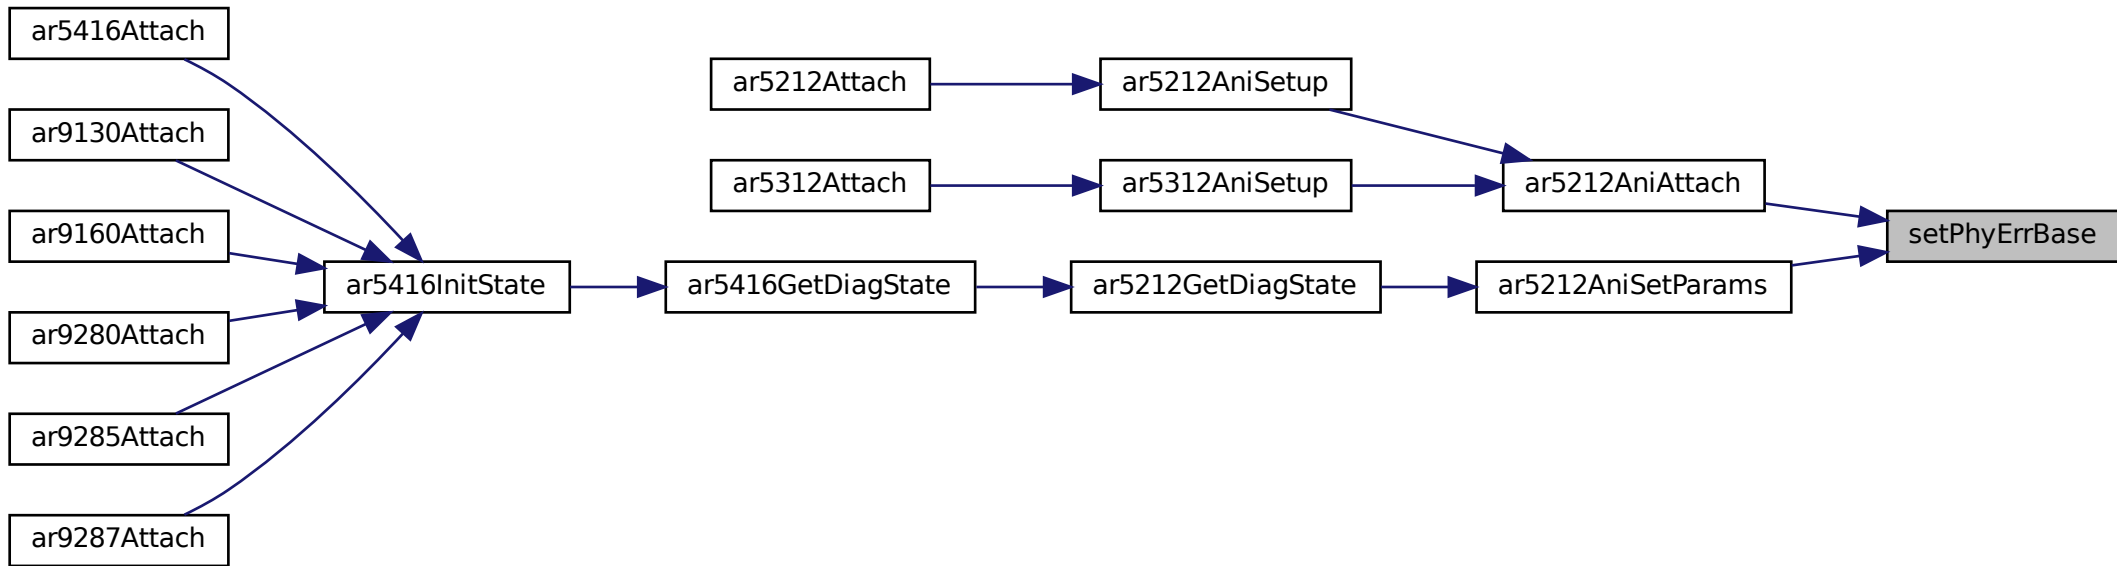 ar5416Attach
ar9130Attach
ar9160Attach
ar9280Attach
ar9285Attach
ar9287Attach
ar5416InitState
ar5212Attach
ar5312Attach
ar5416GetDiagState
ar5212AniSetup
ar5312AniSetup
ar5212GetDiagState
ar5212AniAttach
ar5212AniSetParams
setPhyErrBase